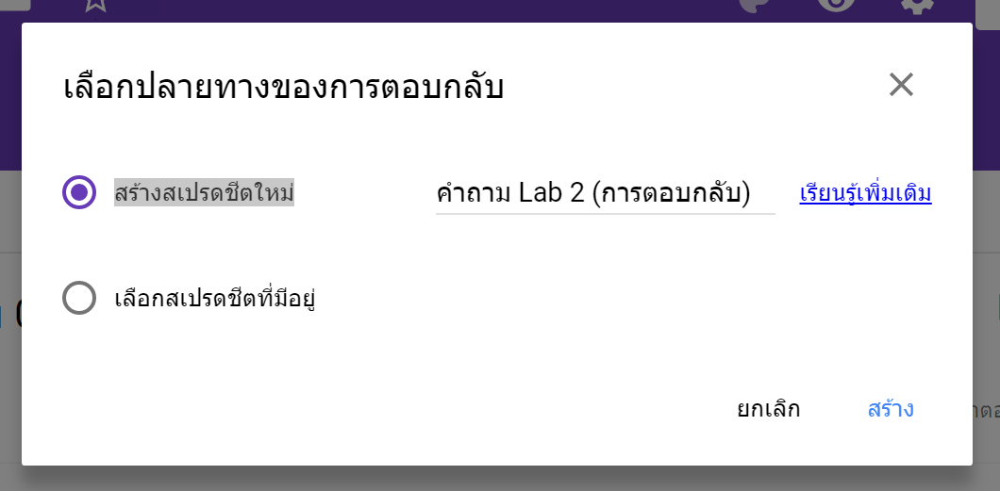 เลือกปลายทางของการตอบกลับ
สร้างสเปรดชีตใหม่ คำถาม Lab 2 (การตอบกลับ) เรียนรู้เพิ่มเติม
เลือกสเปรดชีตที่มีอยู่
ยกเลิก สร้าง